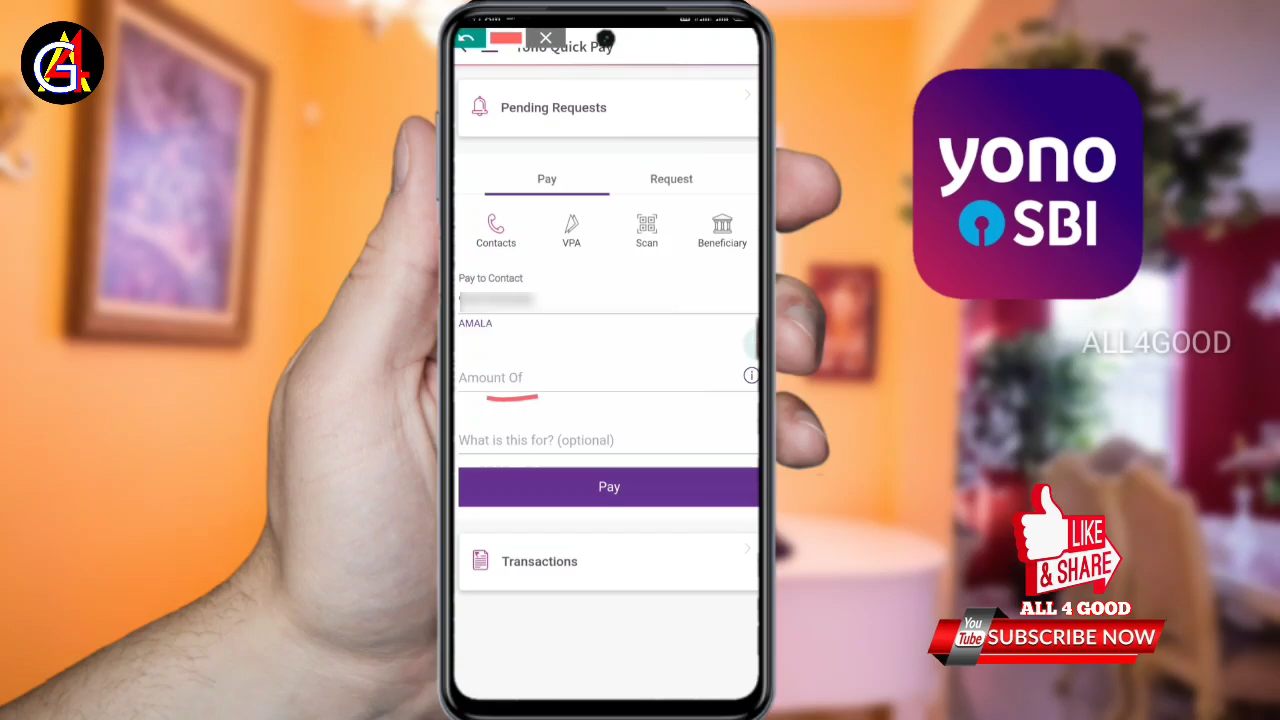 Yono Quick Pay
Pending Requests
Pay
Request
Contacts
VPA
Scan
Beneficiary
Pay to Contact
AMALA
Amount Of
What is this for? (optional)
Pay
Transactions
yono
SBI
ALL4GOOD
LIKE
& SHARE
ALL 4 GOOD
You
Tube
SUBSCRIBE NOW